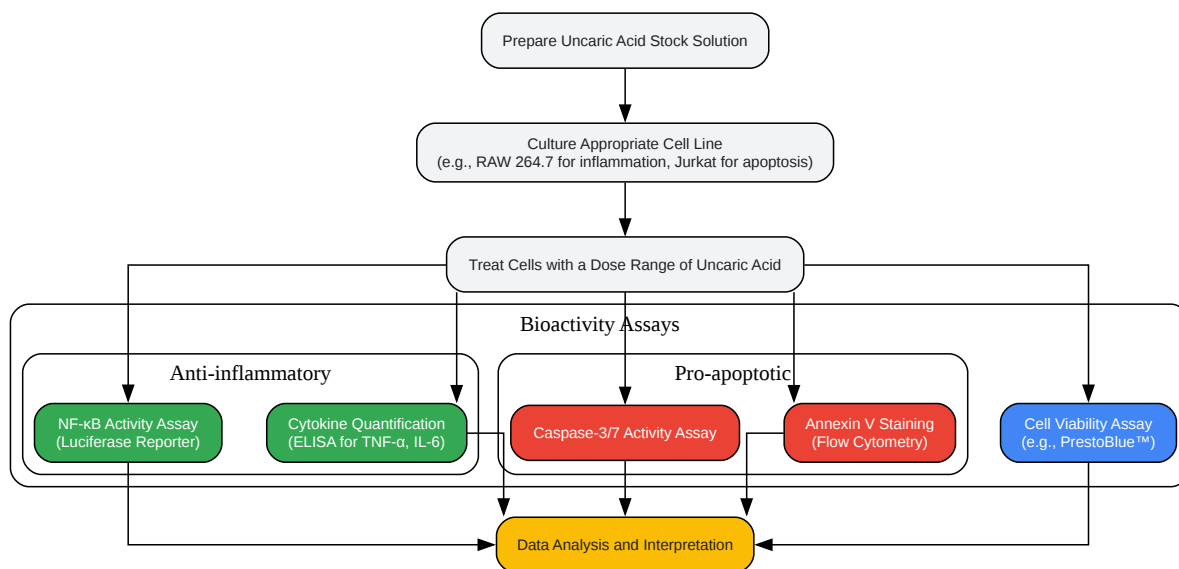 Prepare Uncaric Acid Stock Solution
Culture Appropriate Cell Line
(e.g., RAW 264.7 for inflammation, Jurkat for apoptosis)
Treat Cells with a Dose Range of Uncaric Acid
Bioactivity Assays
Anti-inflammatory
Pro-apoptotic
NF-κB Activity Assay
(Luciferase Reporter)
Cytokine Quantification
(ELISA for TNF-α, IL-6)
Caspase-3/7 Activity Assay
Annexin V Staining
(Flow Cytometry)
Cell Viability Assay
(e.g., PrestoBlue™)
Data Analysis and Interpretation